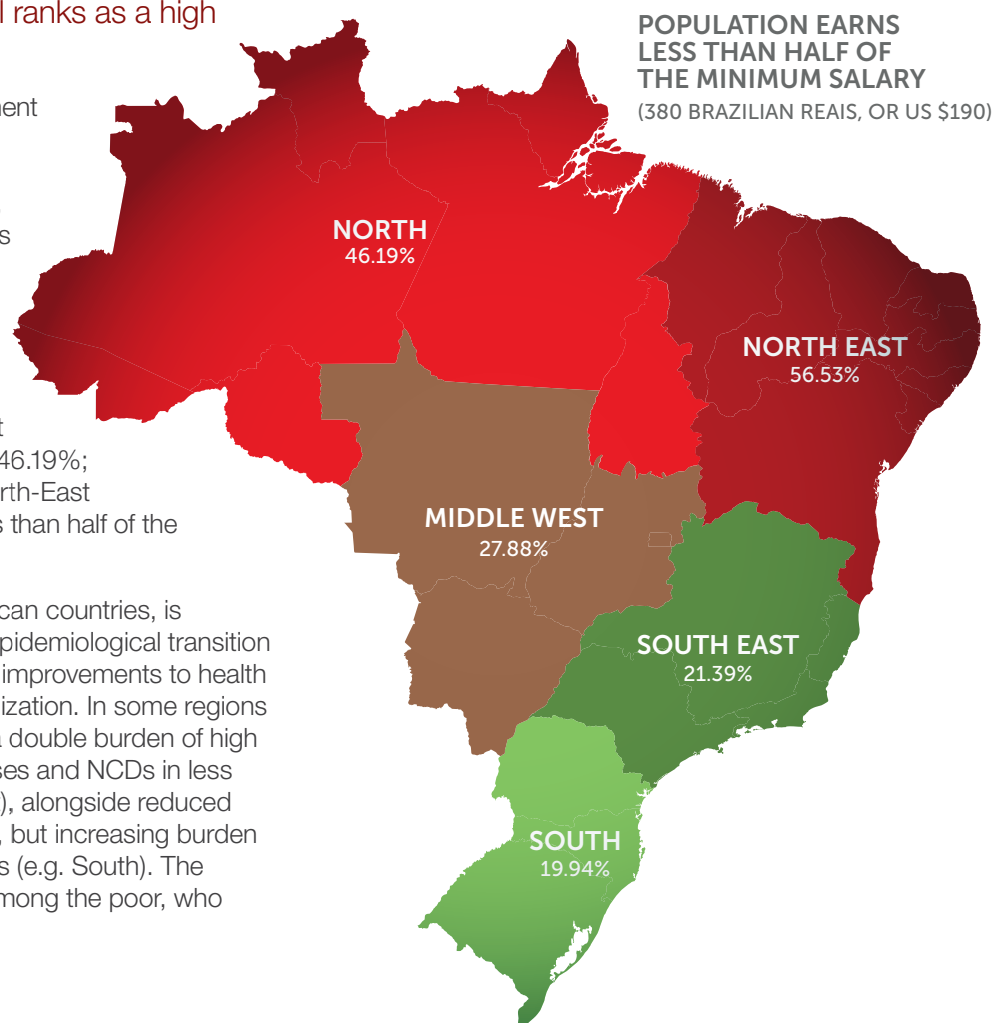 l ranks as a high
ment
s
t
46.19%;
rth-East
s than half of the
can countries, is
pidemiological transition
improvements to health
ization. In some regions
a double burden of high
ses and NCDs in less
), alongside reduced
, but increasing burden
s (e.g. South). The
mong the poor, who
POPULATION EARNS
LESS THAN HALF OF
THE MINIMUM SALARY
(380 BRAZILIAN REAIS, OR US $190)
NORTH
46.19%
NORTH EAST
56.53%
MIDDLE WEST
27.88%
SOUTH EAST
21.39%
SOUTH
19.94%